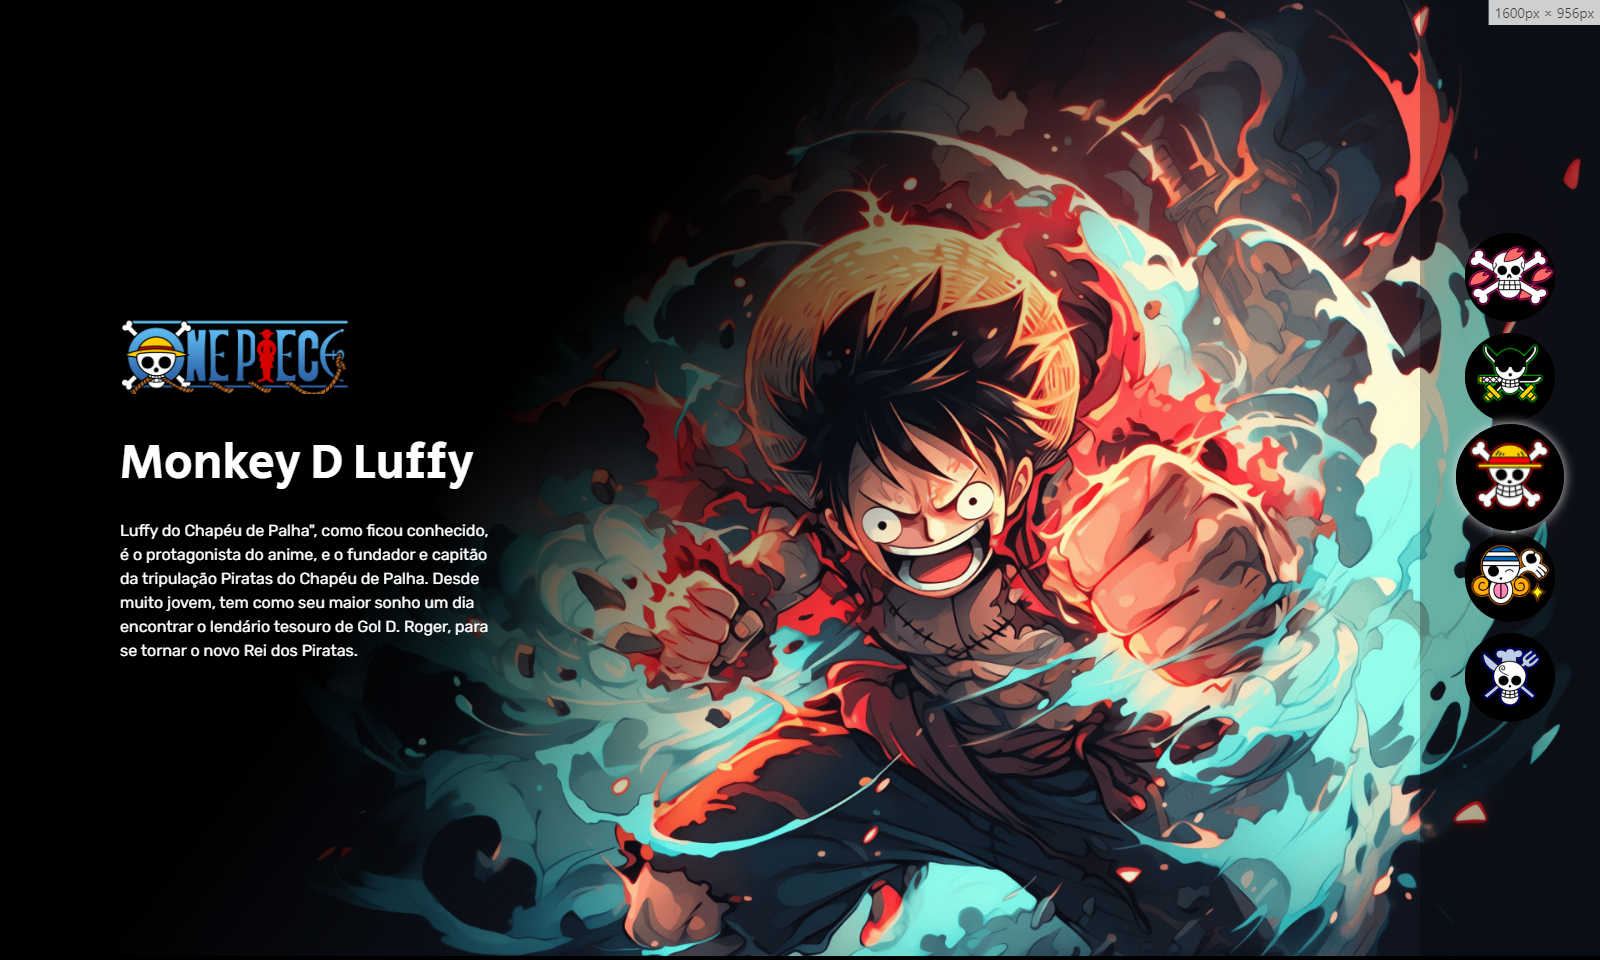 1600px × 956px
ONE PIECE
Monkey D Luffy
Luffy do Chapéu de Palha", como ficou conhecido,
é o protagonista do anime, e o fundador e capitão
da tripulação Piratas do Chapéu de Palha. Desde
muito jovem, tem como seu maior sonho um dia
encontrar o lendário tesouro de Gol D. Roger, para
se tornar o novo Rei dos Piratas.